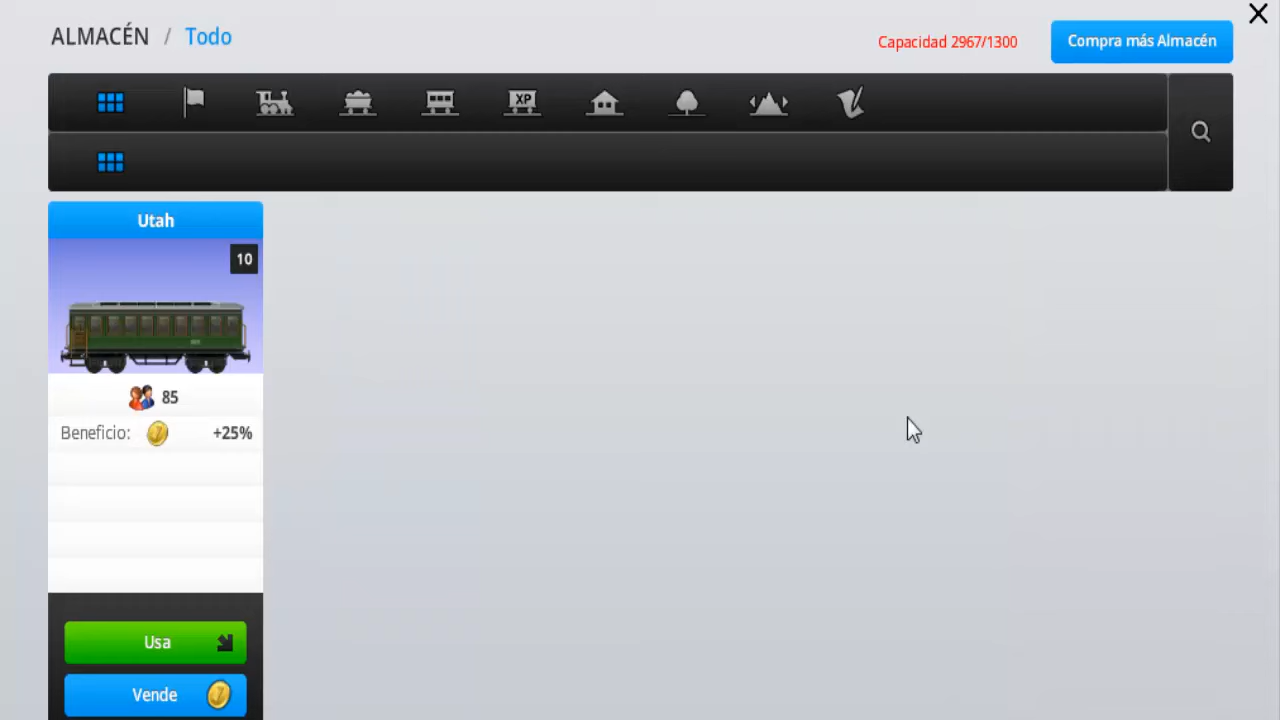 ALMACÉN / Todo
Capacidad 2967/1300
Compra más Almacén
XP
Utah
10
85
Beneficio: +25%
Usa
Vende